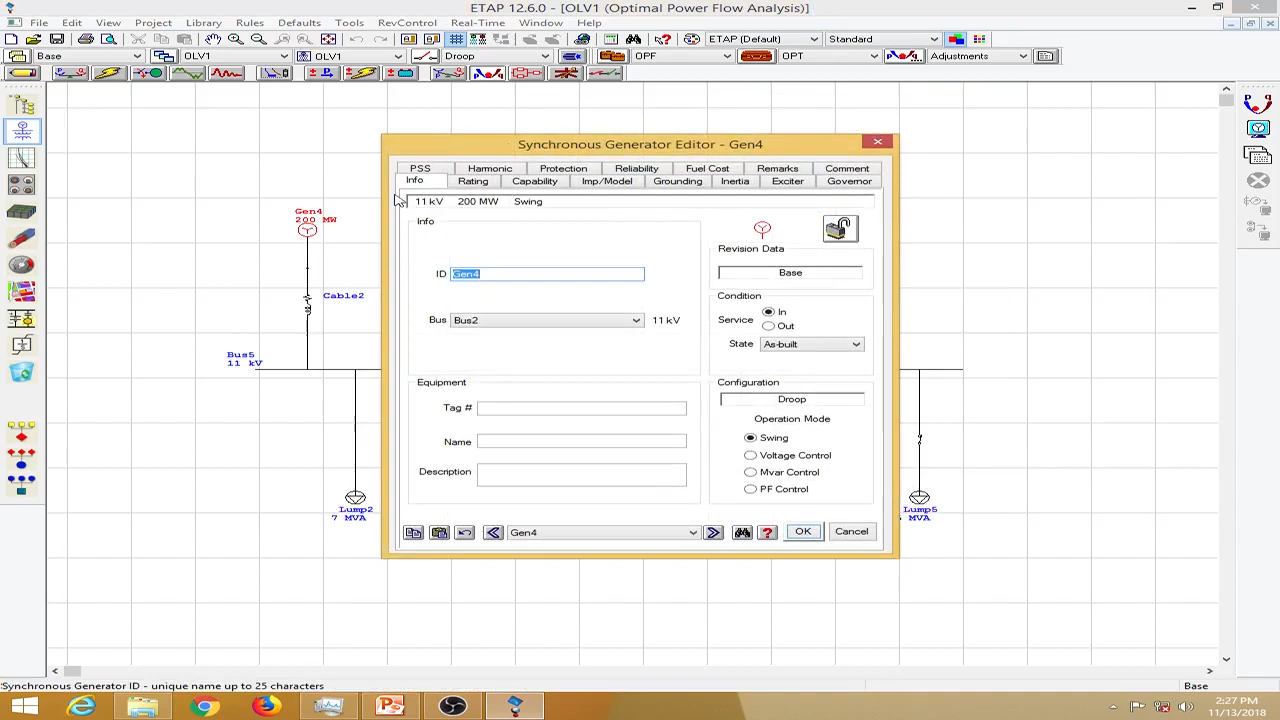 ETAP 12.6.0 - [OLV1 (Optimal Power Flow Analysis)]
File Edit View Project Library Rules Defaults Tools RevControl Real-Time Window Help
ETAP (Default) Standard
Base OLV1 OLV1 Droop OPF OPT Adjustments
Synchronous Generator Editor - Gen4
PSS Harmonic Protection Reliability Fuel Cost Remarks Comment
Info Rating Capability Imp/Model Grounding Inertia Exciter Governor
11 kV 200 MW Swing
Info
Revision Data
Base
ID Gen4
Condition
Service In
Out
Bus Bus2 11 kV
State As-built
Equipment
Configuration
Droop
Tag #
Operation Mode
Name
Swing
Voltage Control
Description
Mvar Control
PF Control
Gen4 OK Cancel
Gen4
200 MW
Cable2
Bus5
11 kV
Lump2
7 MVA
Lump5
MVA
Synchronous Generator ID - unique name up to 25 characters
Base
2:27 PM
11/13/2018